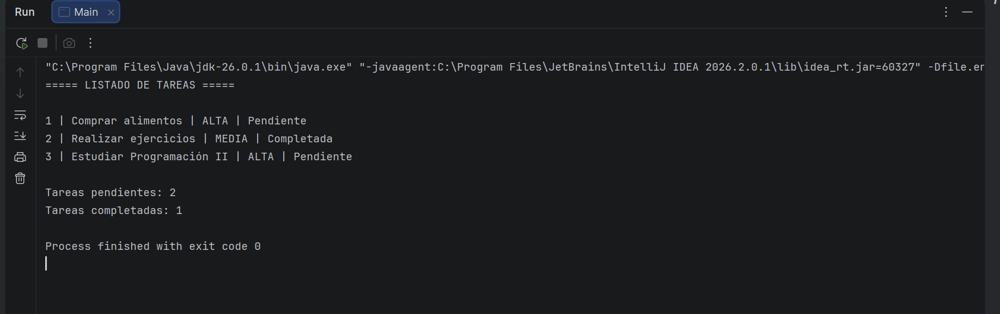 Run Main
"C:\Program Files\Java\jdk-26.0.1\bin\java.exe" "-javaagent:C:\Program Files\JetBrains\IntelliJ IDEA 2026.2.0.1\lib\idea_rt.jar=60327" -Dfile.en
===== LISTADO DE TAREAS =====
1 | Comprar alimentos | ALTA | Pendiente
2 | Realizar ejercicios | MEDIA | Completada
3 | Estudiar Programación II | ALTA | Pendiente
Tareas pendientes: 2
Tareas completadas: 1
Process finished with exit code 0